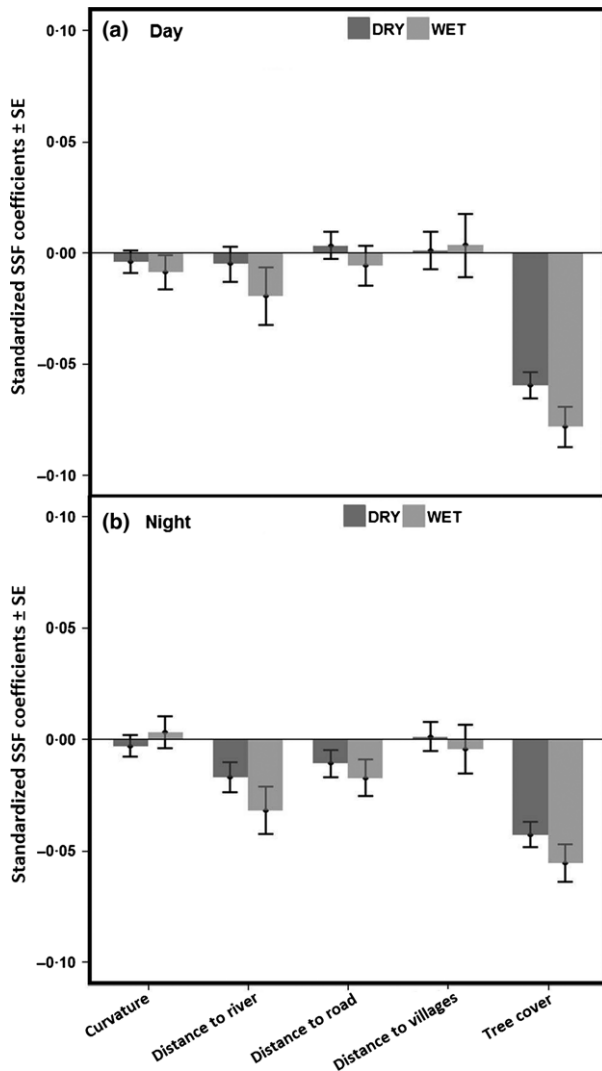 (a) Day
DRY WET
0·10
0·05
0·00
–0·05
–0·10
Standardized SSF coefficients ± SE
(b) Night
DRY WET
0·10
0·05
0·00
–0·05
–0·10
Standardized SSF coefficients ± SE
Curvature
Distance to river
Distance to road
Distance to villages
Tree cover